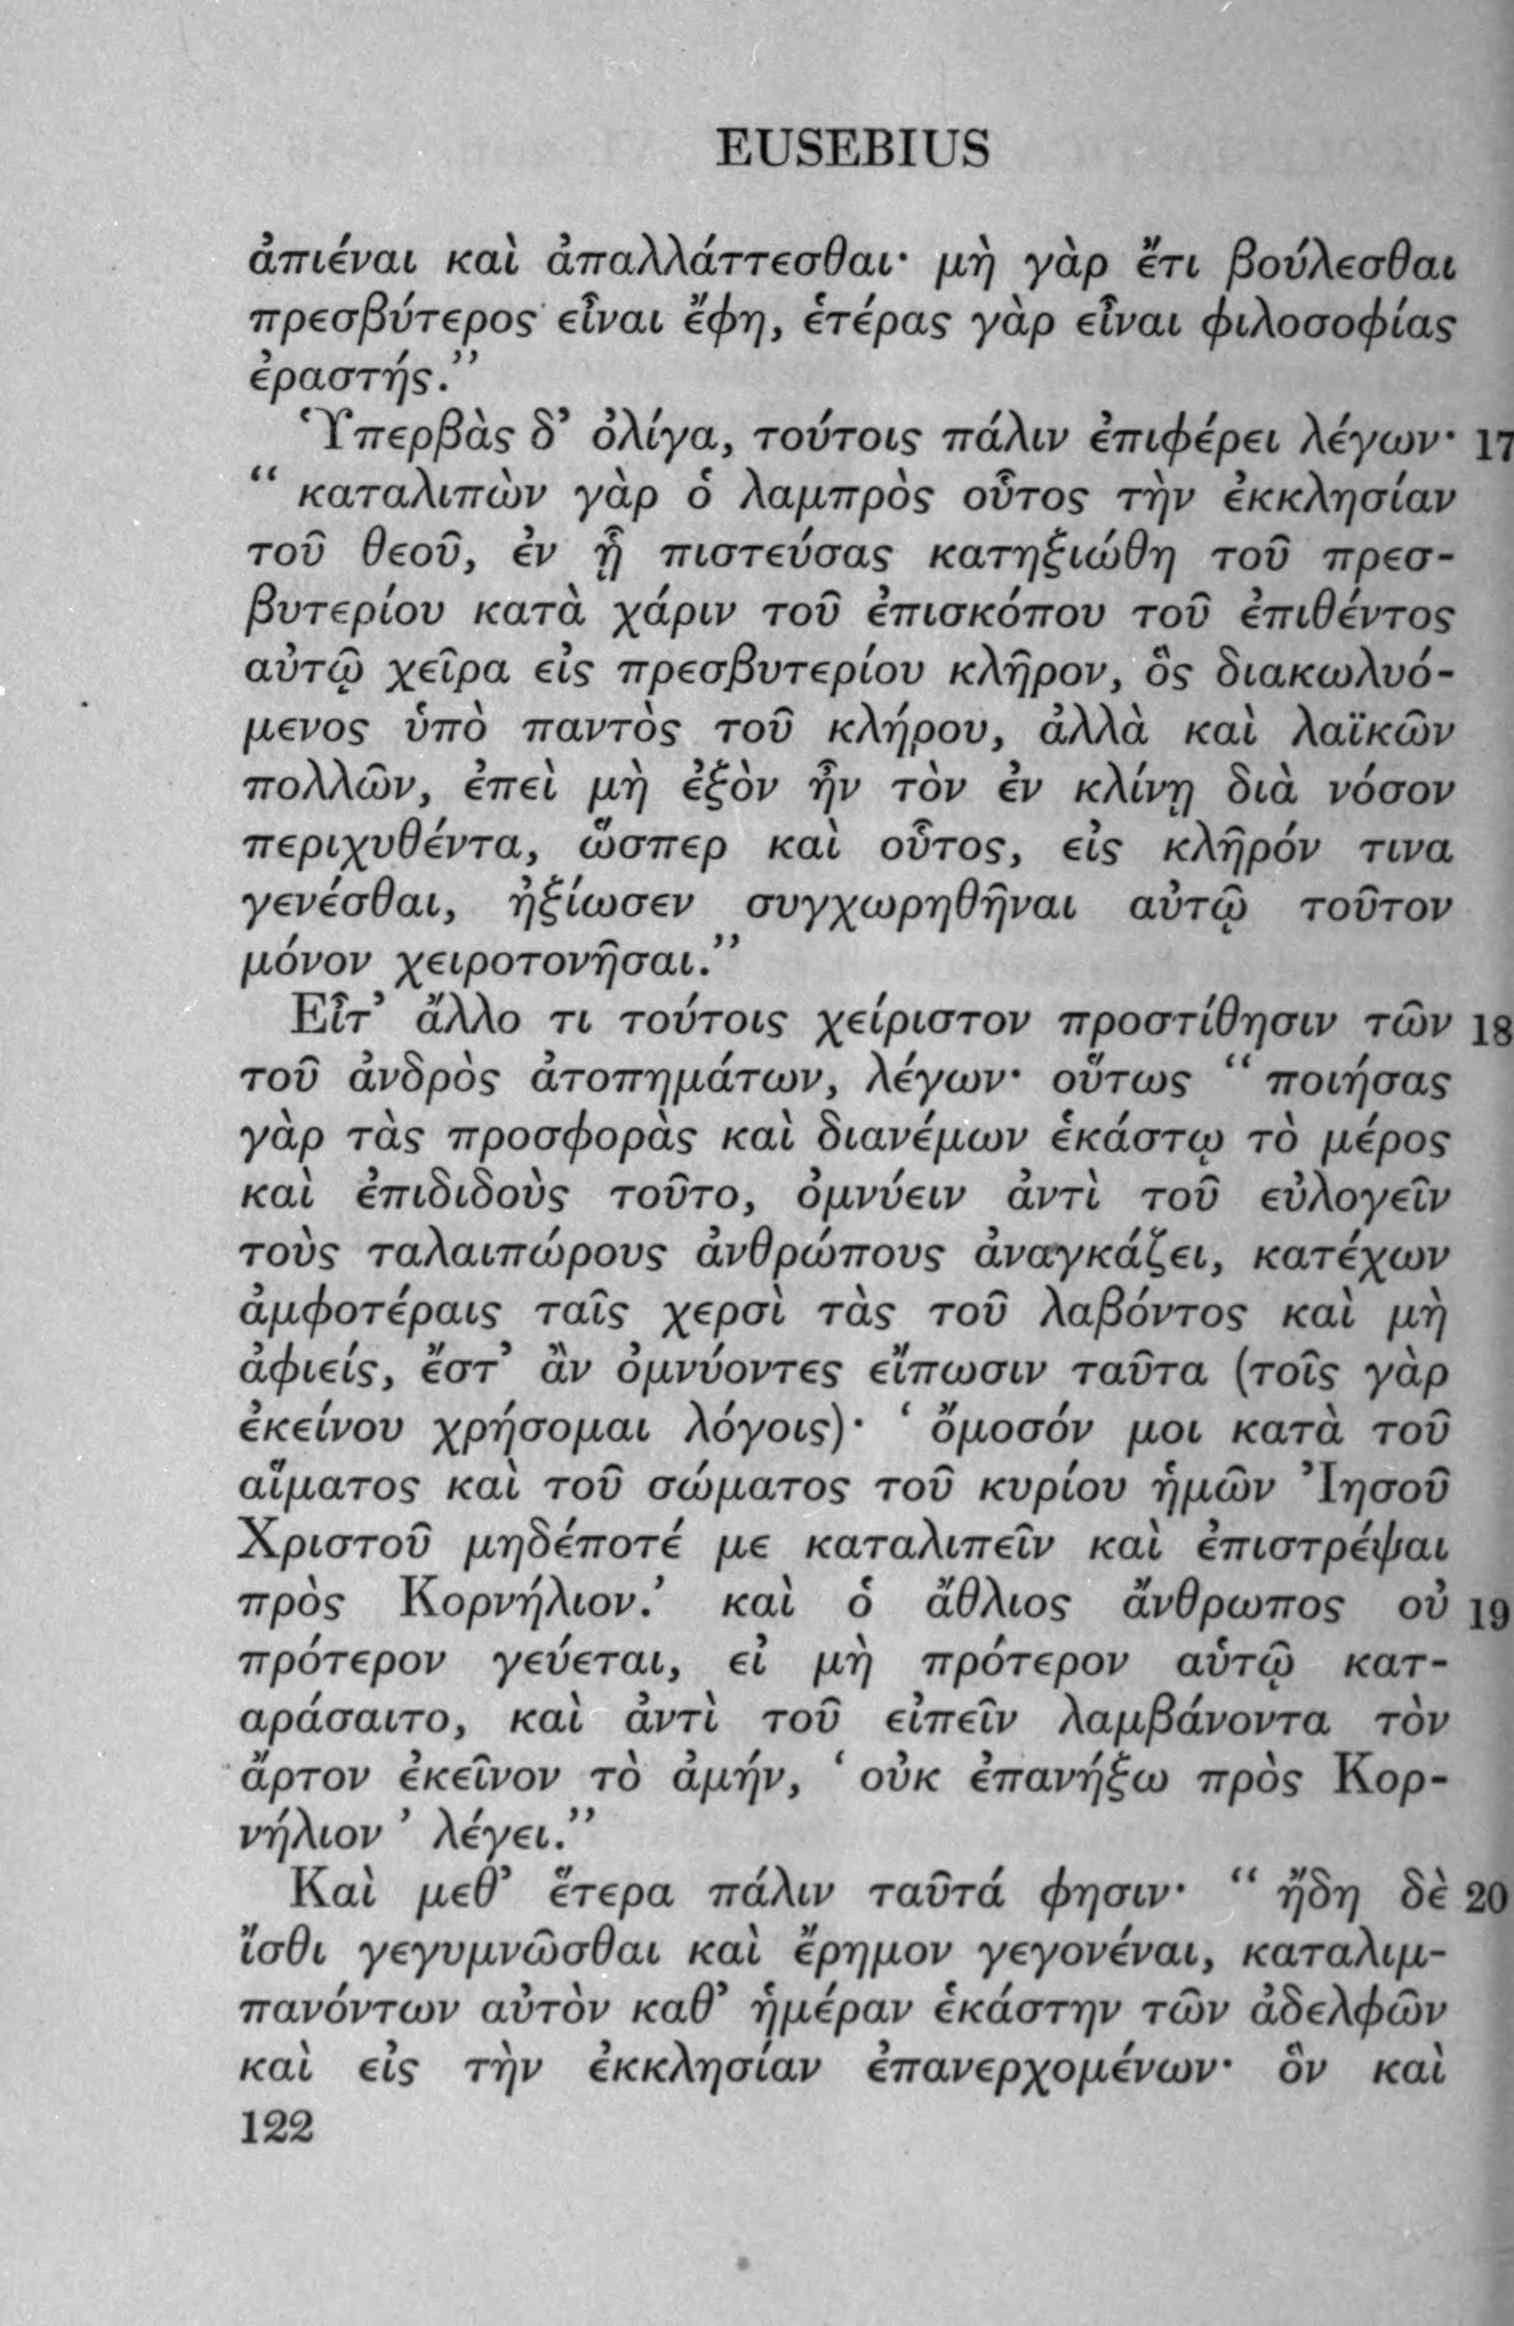 EUSEBIUS
ἀπιέναι καὶ ἀπαλλάττεσθαι· μὴ γὰρ ἔτι βούλεσθαι
πρεσβύτερος εἶναι ἔφη, ἑτέρας γὰρ εἶναι φιλοσοφίας
ἐραστής.”
Ὑπερβὰς δ’ ὀλίγα, τούτοις πάλιν ἐπιφέρει λέγων· 17
“ καταλιπὼν γὰρ ὁ λαμπρὸς οὗτος τὴν ἐκκλησίαν
τοῦ θεοῦ, ἐν ᾗ πιστεύσας κατηξιώθη τοῦ πρεσ-
βυτερίου κατὰ χάριν τοῦ ἐπισκόπου τοῦ ἐπιθέντος
αὐτῷ χεῖρα εἰς πρεσβυτερίου κλῆρον, ὃς διακωλυό-
μενος ὑπὸ παντὸς τοῦ κλήρου, ἀλλὰ καὶ λαϊκῶν
πολλῶν, ἐπεὶ μὴ ἐξὸν ἦν τὸν ἐν κλίνῃ διὰ νόσον
περιχυθέντα, ὥσπερ καὶ οὗτος, εἰς κλῆρόν τινα
γενέσθαι, ἠξίωσεν συγχωρηθῆναι αὐτῷ τοῦτον
μόνον χειροτονῆσαι.”
Εἶτ’ ἄλλο τι τούτοις χείριστον προστίθησιν τῶν 18
τοῦ ἀνδρὸς ἀτοπημάτων, λέγων· οὕτως “ ποιήσας
γὰρ τὰς προσφορὰς καὶ διανέμων ἑκάστῳ τὸ μέρος
καὶ ἐπιδιδοὺς τοῦτο, ὀμνύειν ἀντὶ τοῦ εὐλογεῖν
τοὺς ταλαιπώρους ἀνθρώπους ἀναγκάζει, κατέχων
ἀμφοτέραις ταῖς χερσὶ τὰς τοῦ λαβόντος καὶ μὴ
ἀφιείς, ἔστ’ ἂν ὀμνύοντες εἴπωσιν ταῦτα (τοῖς γὰρ
ἐκείνου χρήσομαι λόγοις)· ‘ ὄμοσόν μοι κατὰ τοῦ
αἵματος καὶ τοῦ σώματος τοῦ κυρίου ἡμῶν Ἰησοῦ
Χριστοῦ μηδέποτέ με καταλιπεῖν καὶ ἐπιστρέψαι
πρὸς Κορνήλιον.’ καὶ ὁ ἄθλιος ἄνθρωπος οὐ 19
πρότερον γεύεται, εἰ μὴ πρότερον αὑτῷ κατ-
αράσαιτο, καὶ ἀντὶ τοῦ εἰπεῖν λαμβάνοντα τὸν
ἄρτον ἐκεῖνον τὸ ἀμήν, ‘ οὐκ ἐπανήξω πρὸς Κορ-
νήλιον ’ λέγει.”
Καὶ μεθ’ ἕτερα πάλιν ταῦτά φησιν· “ ἤδη δὲ 20
ἴσθι γεγυμνῶσθαι καὶ ἔρημον γεγονέναι, καταλιμ-
πανόντων αὐτὸν καθ’ ἡμέραν ἑκάστην τῶν ἀδελφῶν
καὶ εἰς τὴν ἐκκλησίαν ἐπανερχομένων· ὃν καὶ
122